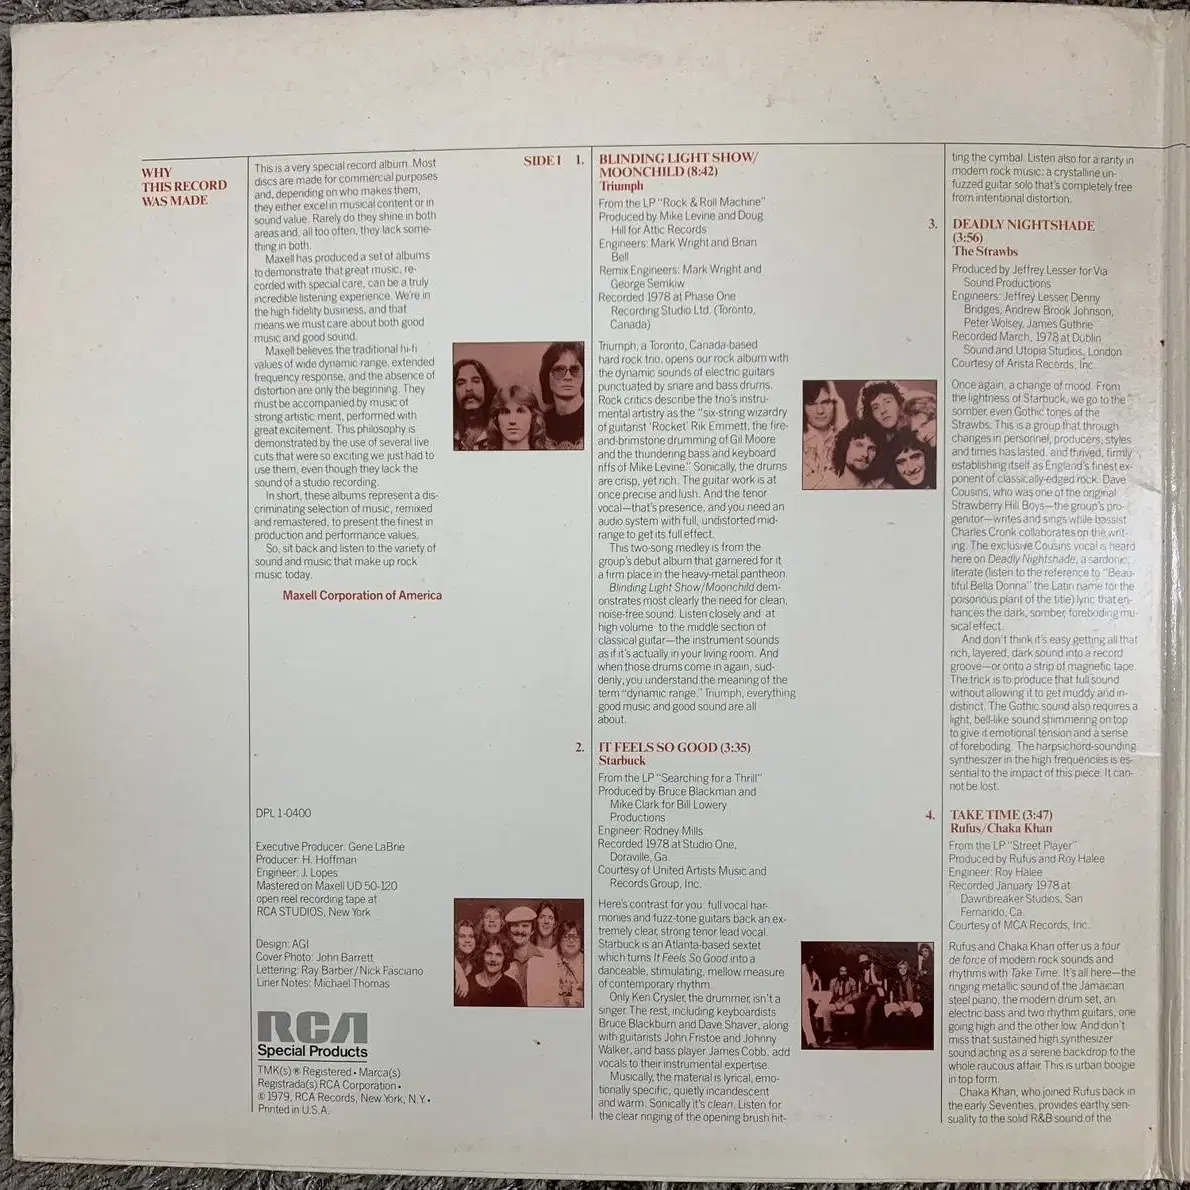 WHY
THIS RECORD
WAS MADE
This is a very special record album. Most
discs are made for commercial purposes
and, depending on who makes them,
they either excel in musical content or in
sound value. Rarely do they shine in both
areas and, all too often, they lack some-
thing in both.
Maxell has produced a set of albums
to demonstrate that great music, re-
corded with special care, can be a truly
incredible listening experience. We're in
the high fidelity business, and that
means we must care about both good
music and good sound.
Maxell believes the traditional hi-fi
values of wide dynamic range, extended
frequency response, and the absence of
distortion are only the beginning. They
must be accompanied by music of
strong artistic ment, performed with
great excitement. This philosophy is
demonstrated by the use of several live
cuts that were so exciting we just had to
use them, even though they lack the
sound of a studio recording.
In short, these albums represent a dis-
criminating selection of music, remixed
and remastered, to present the finest in
production and performance values.
So, sit back and listen to the variety of
sound and music that make up rock
music today.
Maxell Corporation of America
DPL 1-0400
Executive Producer: Gene LaBrie
Producer: H. Hoffman
Engineer: J. Lopes
Mastered on Maxell UD 50-120
open reel recording tape at
RCA STUDIOS, New York
Design: AGI
Cover Photo: John Barrett
Lettering: Ray Barber/Nick Fasciano
Liner Notes: Michael Thomas
RCA
Special Products
TMK(s) ® Registered • Marca(s)
Registrada(s) RCA Corporation •
© 1979, RCA Records, New York, N.Y. •
Printed in U.S.A.
SIDE 1 1. BLINDING LIGHT SHOW/
MOONCHILD (8:42)
Triumph
From the LP "Rock & Roll Machine"
Produced by Mike Levine and Doug
Hill for Attic Records
Engineers: Mark Wright and Brian
Bell
Remix Engineers: Mark Wright and
George Semkiw
Recorded 1978 at Phase One
Recording Studio Ltd. (Toronto,
Canada)
Triumph, a Toronto, Canada-based
hard rock trio, opens our rock album with
the dynamic sounds of electric guitars
punctuated by snare and bass drums.
Rock critics describe the trio's instru-
mental artistry as the "six-string wizardry
of guitarist 'Rocket' Rik Emmett, the fire-
and-brimstone drumming of Gil Moore
and the thundering bass and keyboard
riffs of Mike Levine." Sonically, the drums
are crisp, yet rich. The guitar work is at
once precise and lush. And the tenor
vocal—that's presence, and you need an
audio system with full, undistorted mid-
range to get its full effect.
This two-song medley is from the
group's debut album that garnered for it
a firm place in the heavy-metal pantheon.
Blinding Light Show/Moonchild dem-
onstrates most clearly the need for clean,
noise-free sound. Listen closely and at
high volume to the middle section of
classical guitar—the instrument sounds
as if it's actually in your living room. And
when those drums come in again, sud-
denly, you understand the meaning of the
term "dynamic range." Triumph, everything
good music and good sound are all
about.
2. IT FEELS SO GOOD (3:35)
Starbuck
From the LP "Searching for a Thrill"
Produced by Bruce Blackman and
Mike Clark for Bill Lowery
Productions
Engineer: Rodney Mills
Recorded 1978 at Studio One,
Doraville, Ga.
Courtesy of United Artists Music and
Records Group, Inc.
Here's contrast for you: full vocal har-
monies and fuzz-tone guitars back an ex-
tremely clear, strong tenor lead vocal.
Starbuck is an Atlanta-based sextet
which turns It Feels So Good into a
danceable, stimulating, mellow measure
of contemporary rhythm.
Only Ken Crysler, the drummer, isn't a
singer. The rest, including keyboardists
Bruce Blackburn and Dave Shaver, along
with guitarists John Fristoe and Johnny
Walker, and bass player James Cobb, add
vocals to their instrumental expertise.
Musically, the material is lyrical, emo-
tionally specific, quietly incandescent
and warm. Sonically it's clean. Listen for
the clear ringing of the opening brush hit-
ting the cymbal. Listen also for a rarity in
modern rock music: a crystalline un-
fuzzed guitar solo that's completely free
from intentional distortion.
3. DEADLY NIGHTSHADE
(3:56)
The Strawbs
Produced by Jeffrey Lesser for Via
Sound Productions
Engineers: Jeffrey Lesser, Denny
Bridges, Andrew Brook Johnson,
Peter Wolsey, James Guthrie
Recorded March, 1978 at Dublin
Sound and Utopia Studios, London
Courtesy of Arista Records, Inc.
Once again, a change of mood. From
the lightness of Starbuck, we go to the
somber, even Gothic tones of the
Strawbs. This is a group that through
changes in personnel, producers, styles
and times has lasted, and thrived, firmly
establishing itself as England's finest ex-
ponent of classically-edged rock. Dave
Cousins, who was one of the original
Strawberry Hill Boys—the group's pro-
genitor—writes and sings while bassist
Charles Cronk collaborates on the writ-
ing. The exclusive Cousins vocal is heard
here on Deadly Nightshade, a sardonic,
literate (listen to the reference to "Beau-
tiful Bella Donna" the Latin name for the
poisonous plant of the title) lyric that en-
hances the dark, somber, foreboding mu-
sical effect.
And don't think it's easy getting all that
rich, layered, dark sound into a record
groove—or onto a strip of magnetic tape.
The trick is to produce that full sound
without allowing it to get muddy and in-
distinct. The Gothic sound also requires a
light, bell-like sound shimmering on top
to give it emotional tension and a sense
of foreboding. The harpsichord-sounding
synthesizer in the high frequencies is es-
sential to the impact of this piece. It can-
not be lost.
4. TAKE TIME (3:47)
Rufus/Chaka Khan
From the LP "Street Player"
Produced by Rufus and Roy Halee
Engineer: Roy Halee
Recorded January 1978 at
Dawnbreaker Studios, San
Fernando, Ca.
Courtesy of MCA Records, Inc.
Rufus and Chaka Khan offer us a tour
de force of modern rock sounds and
rhythms with Take Time. It's all here—the
ringing metallic sound of the Jamaican
steel piano, the modern drum set, an
electric bass and two rhythm guitars, one
going high and the other low. And don't
miss that sustained high synthesizer
sound acting as a serene backdrop to the
whole raucous affair. This is urban boogie
in top form.
Chaka Khan, who joined Rufus back in
the early Seventies, provides earthy sen-
suality to the solid R&B sound of the